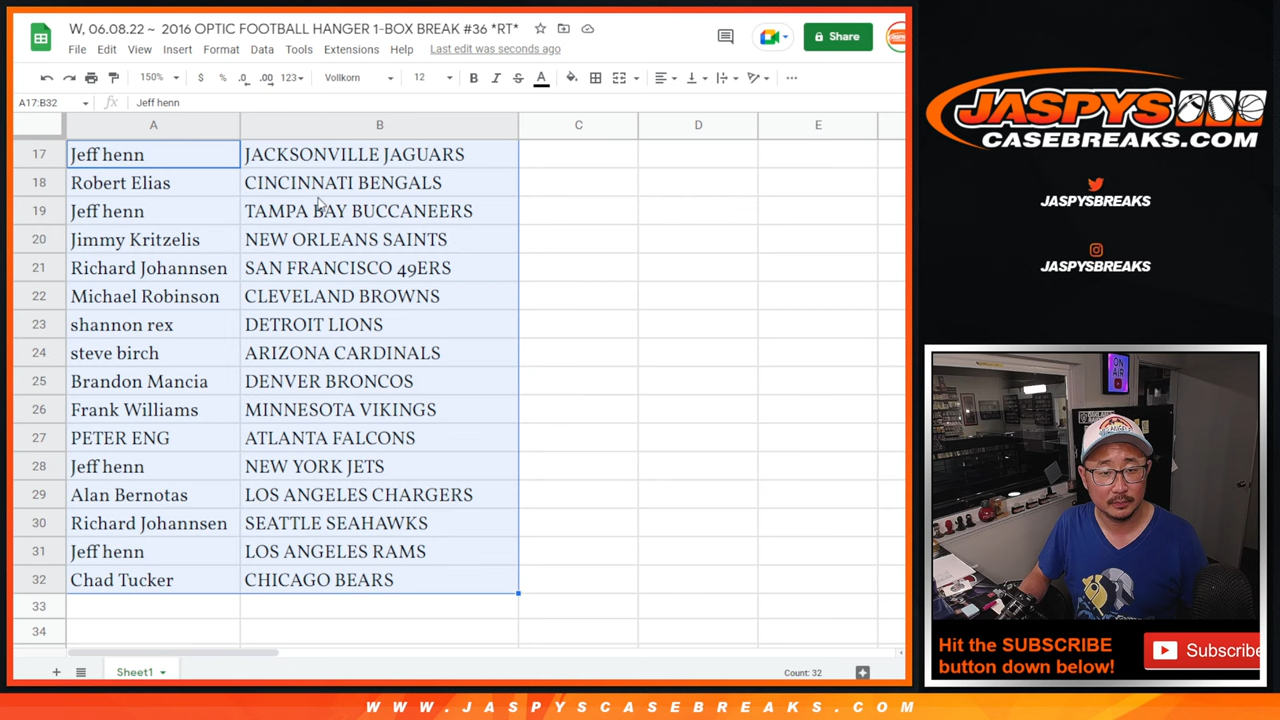 W, 06.08.22 ~ 2016 OPTIC FOOTBALL HANGER 1-BOX BREAK #36 *RT*
File Edit View Insert Format Data Tools Extensions Help Last edit was seconds ago
Share
150% $ % .0 .00 123 Vollkorn 12 B I S A
A17:B32 fx Jeff henn
A B C D E
17 Jeff henn JACKSONVILLE JAGUARS
18 Robert Elias CINCINNATI BENGALS
19 Jeff henn TAMPA BAY BUCCANEERS
20 Jimmy Kritzelis NEW ORLEANS SAINTS
21 Richard Johannsen SAN FRANCISCO 49ERS
22 Michael Robinson CLEVELAND BROWNS
23 shannon rex DETROIT LIONS
24 steve birch ARIZONA CARDINALS
25 Brandon Mancia DENVER BRONCOS
26 Frank Williams MINNESOTA VIKINGS
27 PETER ENG ATLANTA FALCONS
28 Jeff henn NEW YORK JETS
29 Alan Bernotas LOS ANGELES CHARGERS
30 Richard Johannsen SEATTLE SEAHAWKS
31 Jeff henn LOS ANGELES RAMS
32 Chad Tucker CHICAGO BEARS
33
34
Sheet1
Count: 32
JASPYS
CASEBREAKS.COM
JASPYSBREAKS
JASPYSBREAKS
ON
AIR
Hit the SUBSCRIBE
button down below!
Subscribe
WWW.JASPYSCASEBREAKS.COM